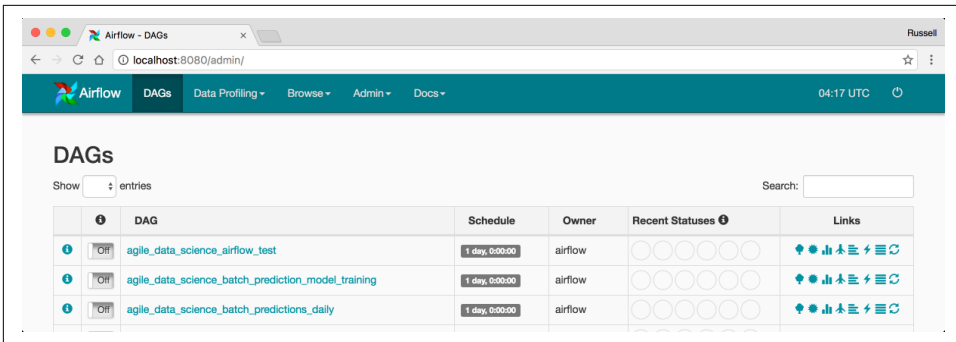 Airflow - DAGs
Russell
localhost:8080/admin/
Airflow DAGs Data Profiling Browse Admin Docs 04:17 UTC
DAGs
Show entries Search:
DAG Schedule Owner Recent Statuses Links
Off agile_data_science_airflow_test 1 day, 0:00:00 airflow
Off agile_data_science_batch_prediction_model_training 1 day, 0:00:00 airflow
Off agile_data_science_batch_predictions_daily 1 day, 0:00:00 airflow